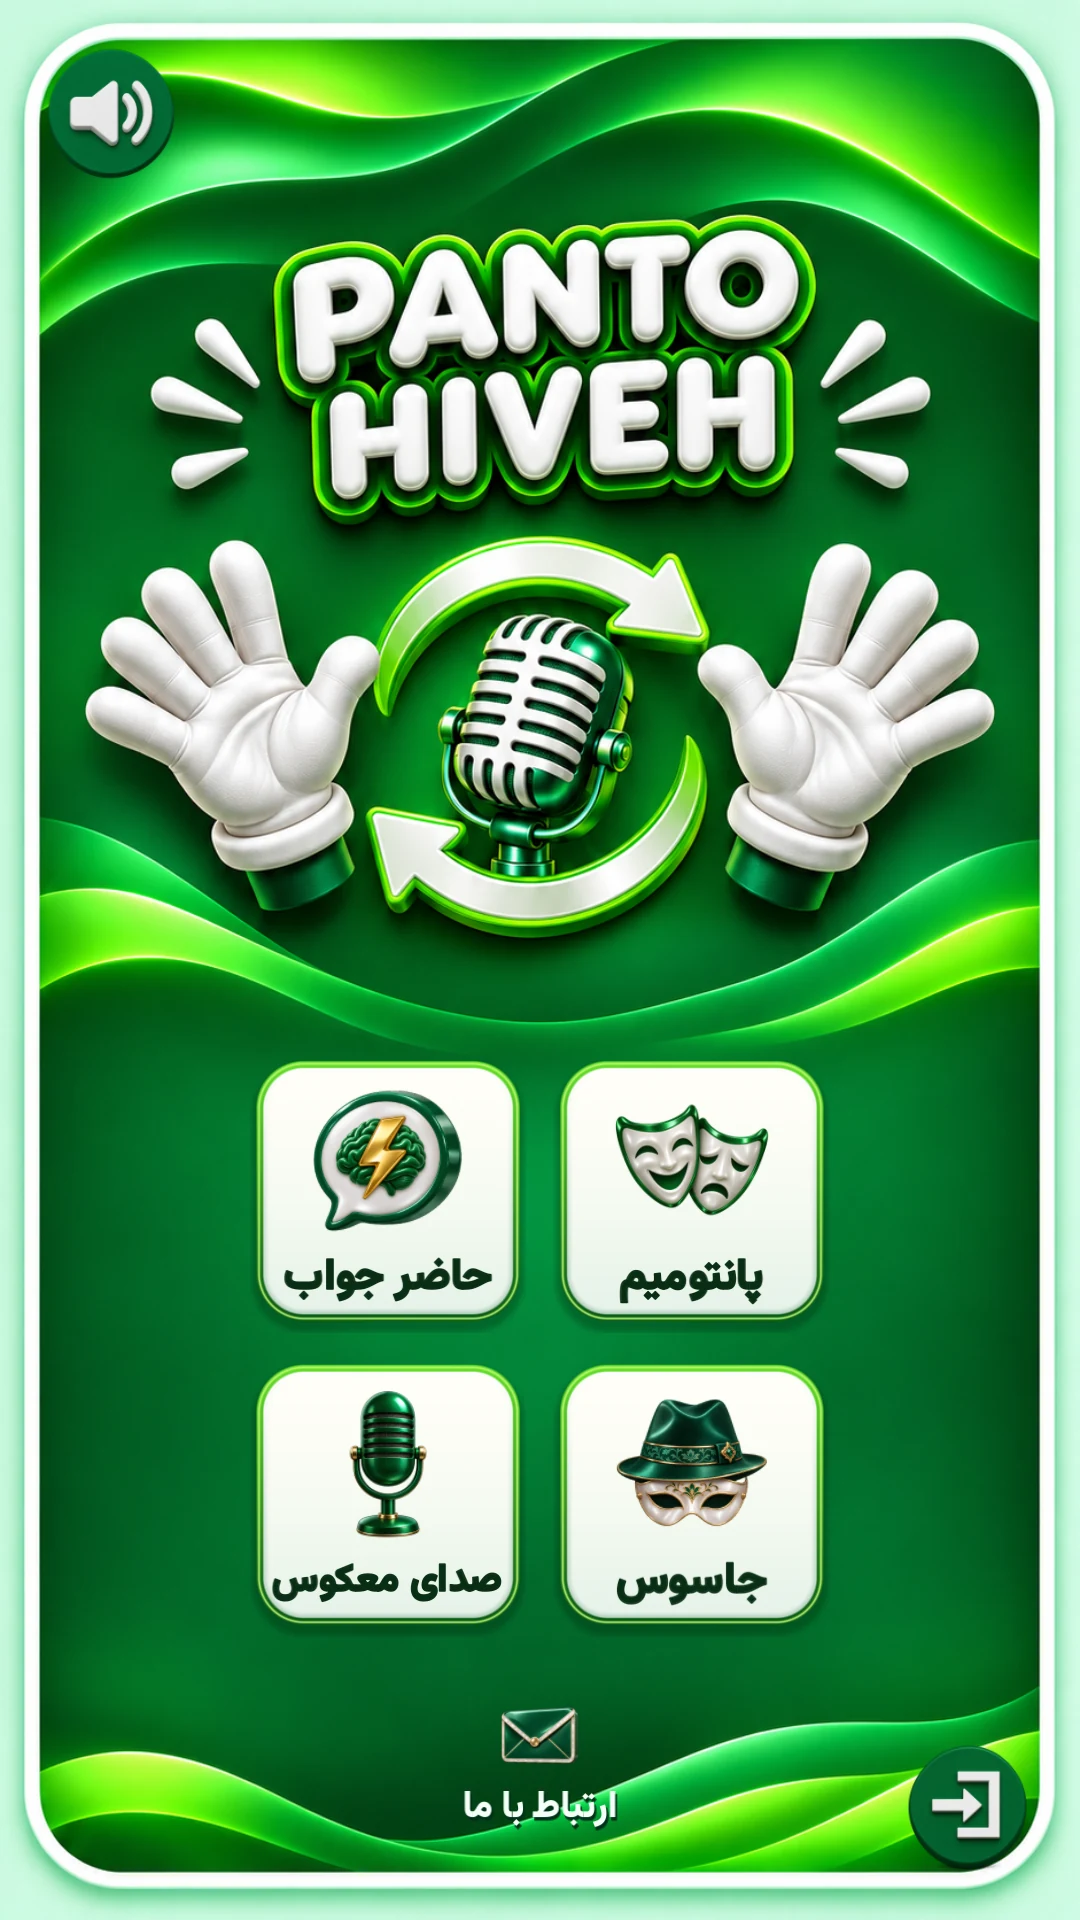 PANTO
HIVEH
پانتومیم
حاضر جواب
جاسوس
صدای معکوس
ارتباط با ما